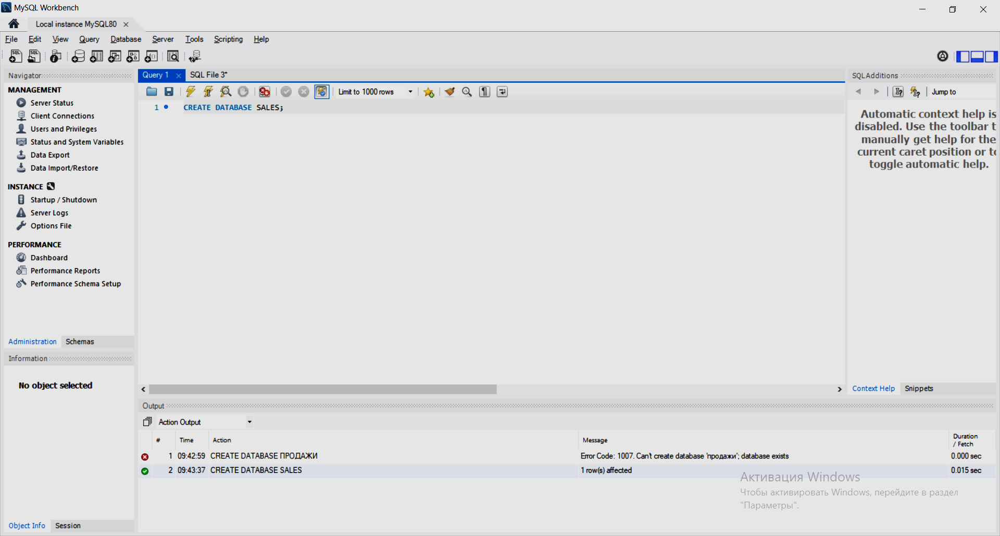 MySQL Workbench
Local instance MySQL80
File Edit View Query Database Server Tools Scripting Help
Navigator
MANAGEMENT
Server Status
Client Connections
Users and Privileges
Status and System Variables
Data Export
Data Import/Restore
INSTANCE
Startup / Shutdown
Server Logs
Options File
PERFORMANCE
Dashboard
Performance Reports
Performance Schema Setup
Administration Schemas
Information
No object selected
Object Info Session
Query 1 SQL File 3*
Limit to 1000 rows
1 CREATE DATABASE SALES;
SQLAdditions
Jump to
Automatic context help is
disabled. Use the toolbar t
manually get help for the
current caret position or to
toggle automatic help.
Context Help Snippets
Output
Action Output
# Time Action Message Duration / Fetch
1 09:42:59 CREATE DATABASE ПРОДАЖИ Error Code: 1007. Can't create database 'продажи'; database exists 0.000 sec
2 09:43:37 CREATE DATABASE SALES 1 row(s) affected 0.015 sec
Активация Windows
Чтобы активировать Windows, перейдите в раздел
"Параметры".